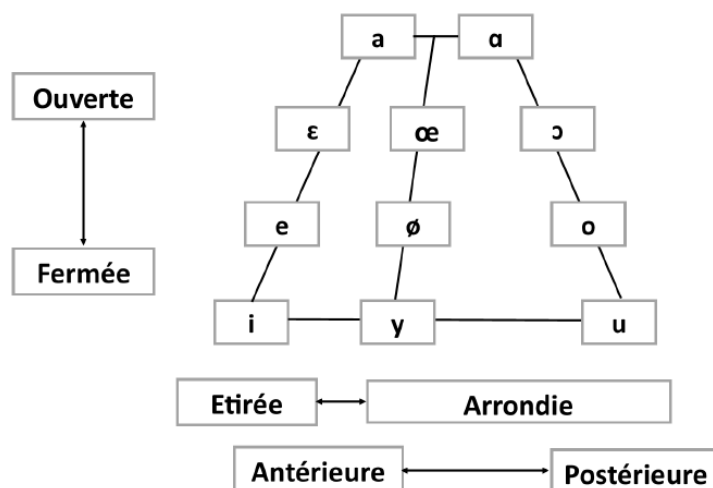 a ɑ
Ouverte
ɛ œ ɔ
e ø o
Fermée
i y u
Etirée Arrondie
Antérieure Postérieure